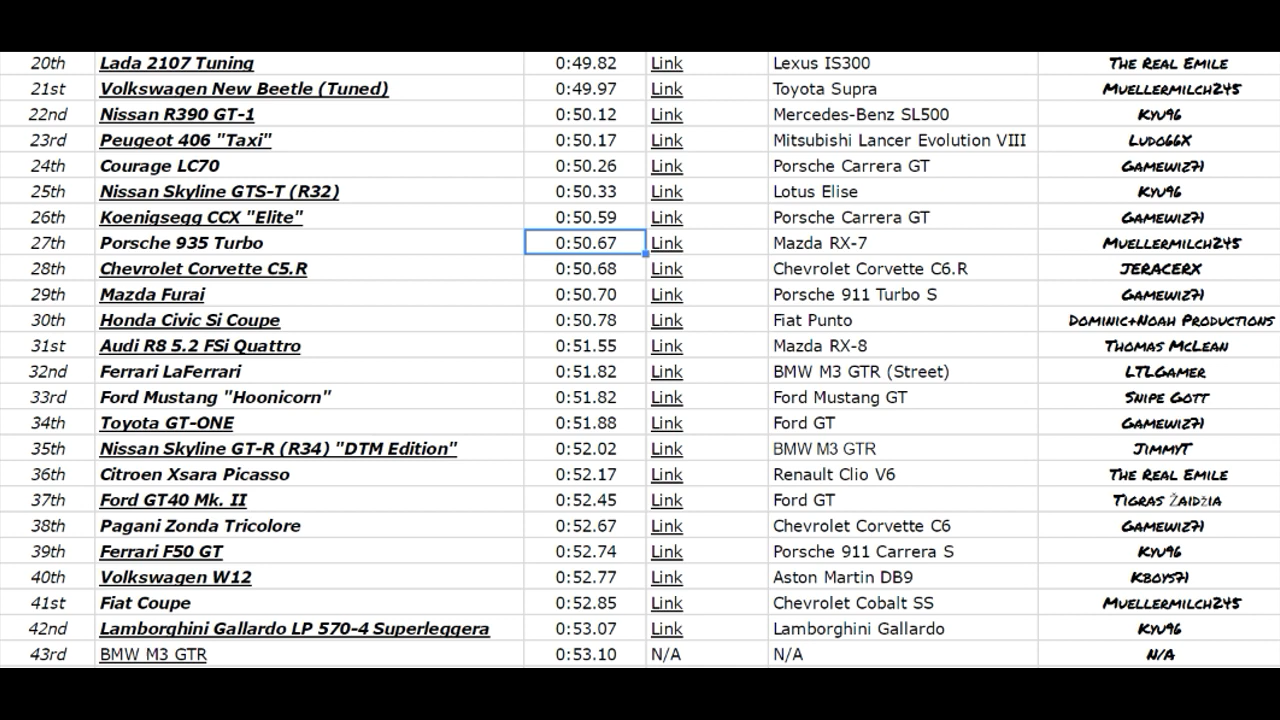 20th Lada 2107 Tuning 0:49.82 Link Lexus IS300 The Real Emile
21st Volkswagen New Beetle (Tuned) 0:49.97 Link Toyota Supra Muellermilch245
22nd Nissan R390 GT-1 0:50.12 Link Mercedes-Benz SL500 Kyu96
23rd Peugeot 406 "Taxi" 0:50.17 Link Mitsubishi Lancer Evolution VIII Ludo66X
24th Courage LC70 0:50.26 Link Porsche Carrera GT Gamewiz71
25th Nissan Skyline GTS-T (R32) 0:50.33 Link Lotus Elise Kyu96
26th Koenigsegg CCX "Elite" 0:50.59 Link Porsche Carrera GT Gamewiz71
27th Porsche 935 Turbo 0:50.67 Link Mazda RX-7 Muellermilch245
28th Chevrolet Corvette C5.R 0:50.68 Link Chevrolet Corvette C6.R JERACERX
29th Mazda Furai 0:50.70 Link Porsche 911 Turbo S Gamewiz71
30th Honda Civic Si Coupe 0:50.78 Link Fiat Punto Dominic+Noah Productions
31st Audi R8 5.2 FSi Quattro 0:51.55 Link Mazda RX-8 Thomas McLean
32nd Ferrari LaFerrari 0:51.82 Link BMW M3 GTR (Street) LTLGamer
33rd Ford Mustang "Hoonicorn" 0:51.82 Link Ford Mustang GT Snipe Gott
34th Toyota GT-ONE 0:51.88 Link Ford GT Gamewiz71
35th Nissan Skyline GT-R (R34) "DTM Edition" 0:52.02 Link BMW M3 GTR JimmyT
36th Citroen Xsara Picasso 0:52.17 Link Renault Clio V6 The Real Emile
37th Ford GT40 Mk. II 0:52.45 Link Ford GT Tigras Žaidžia
38th Pagani Zonda Tricolore 0:52.67 Link Chevrolet Corvette C6 Gamewiz71
39th Ferrari F50 GT 0:52.74 Link Porsche 911 Carrera S Kyu96
40th Volkswagen W12 0:52.77 Link Aston Martin DB9 Kboys71
41st Fiat Coupe 0:52.85 Link Chevrolet Cobalt SS Muellermilch245
42nd Lamborghini Gallardo LP 570-4 Superleggera 0:53.07 Link Lamborghini Gallardo Kyu96
43rd BMW M3 GTR 0:53.10 N/A N/A N/A